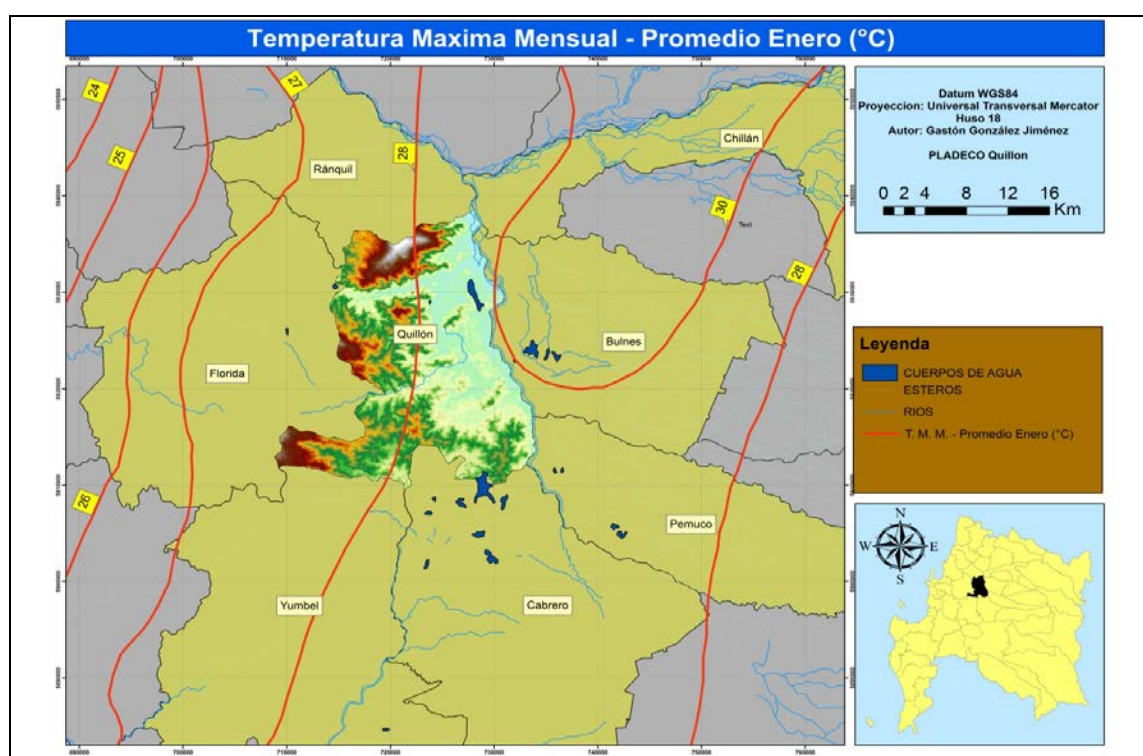 Temperatura Maxima Mensual - Promedio Enero (°C)
Datum WGS84
Proyeccion: Universal Transversal Mercator
Huso 18
Autor: Gastón González Jiménez
PLADECO Quillon
0 2 4 8 12 16
Km
24
25
27
28
30
28
26
Chillán
Ránquil
Quillón
Bulnes
Florida
Pemuco
Yumbel
Cabrero
Leyenda
CUERPOS DE AGUA
ESTEROS
RIOS
T. M. M. - Promedio Enero (°C)
N
W E
S